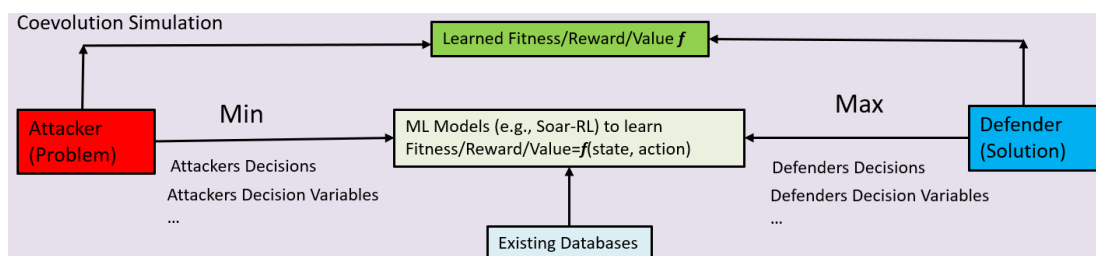 Coevolution Simulation
Learned Fitness/Reward/Value f
Min
Max
Attacker
(Problem)
ML Models (e.g., Soar-RL) to learn
Fitness/Reward/Value=f(state, action)
Defender
(Solution)
Attackers Decisions
Attackers Decision Variables
...
Defenders Decisions
Defenders Decision Variables
...
Existing Databases